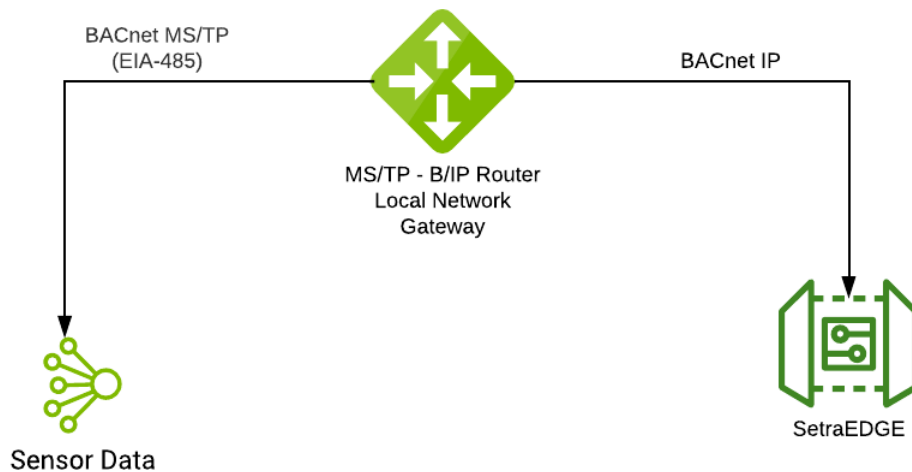 BACnet MS/TP
(EIA-485)
BACnet IP
MS/TP - B/IP Router
Local Network
Gateway
SetraEDGE
Sensor Data